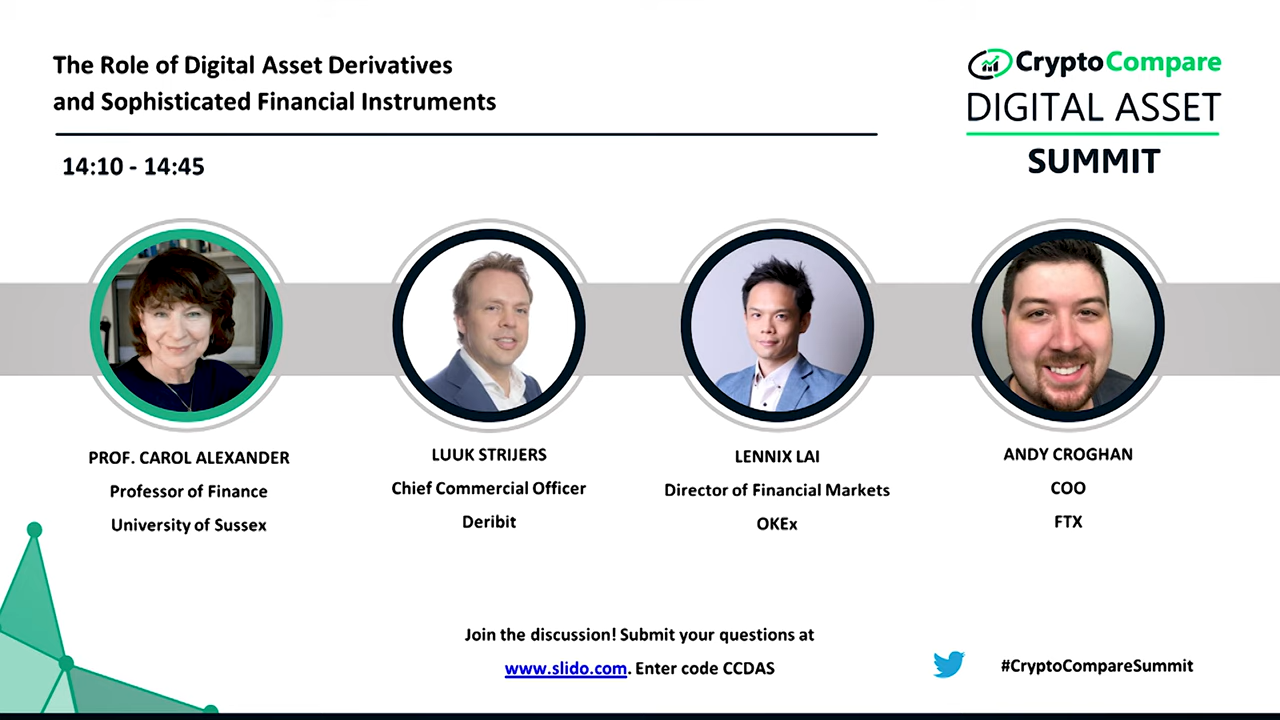 The Role of Digital Asset Derivatives
and Sophisticated Financial Instruments
14:10 - 14:45
CryptoCompare
DIGITAL ASSET
SUMMIT
PROF. CAROL ALEXANDER
Professor of Finance
University of Sussex
LUUK STRIJERS
Chief Commercial Officer
Deribit
LENNIX LAI
Director of Financial Markets
OKEx
ANDY CROGHAN
COO
FTX
Join the discussion! Submit your questions at
www.slido.com. Enter code CCDAS
#CryptoCompareSummit